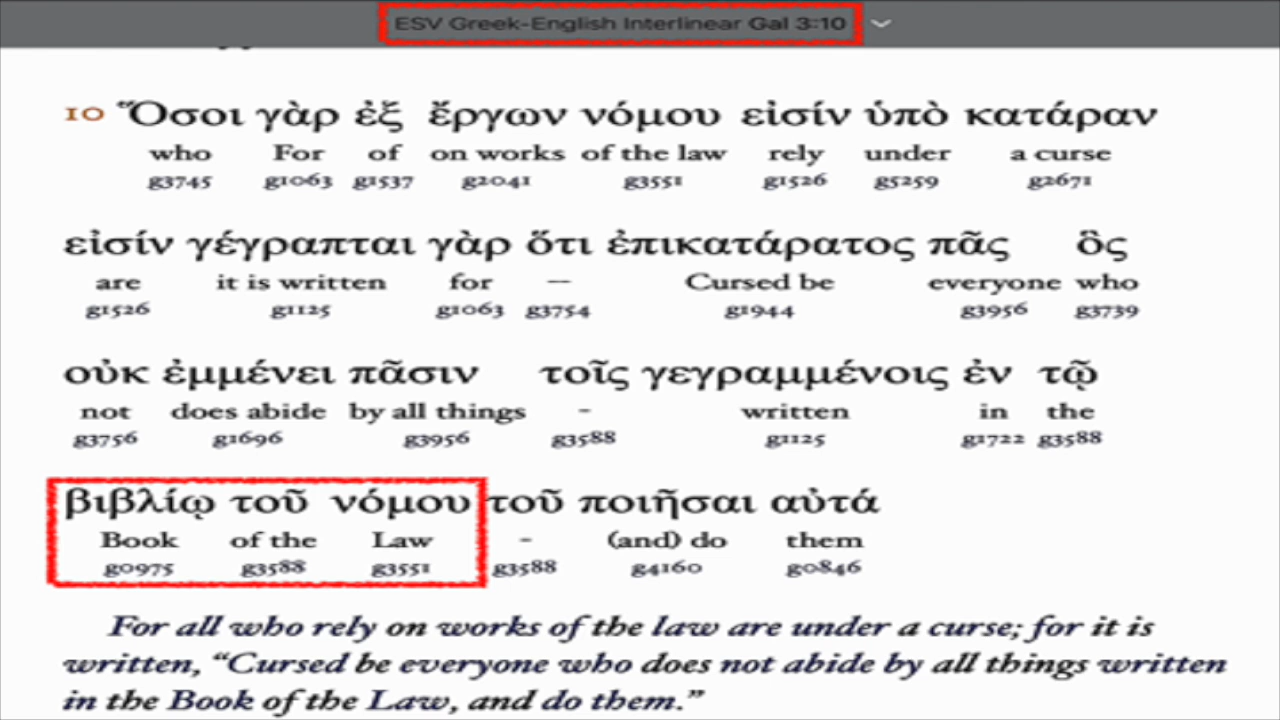 ESV Greek-English Interlinear Gal 3:10
10 Ὅσοι γὰρ ἐξ ἔργων νόμου εἰσίν ὑπὸ κατάραν
who For of on works of the law rely under a curse
g3745 g1063 g1537 g2041 g3551 g1526 g5259 g2671
εἰσίν γέγραπται γὰρ ὅτι ἐπικατάρατος πᾶς ὃς
are it is written for -- Cursed be everyone who
g1526 g1125 g1063 g3754 g1944 g3956 g3739
οὐκ ἐμμένει πᾶσιν τοῖς γεγραμμένοις ἐν τῷ
not does abide by all things - written in the
g3756 g1696 g3956 g3588 g1125 g1722 g3588
βιβλίῳ τοῦ νόμου τοῦ ποιῆσαι αὐτά
Book of the Law - (and) do them
g0975 g3588 g3551 g3588 g4160 g0846
For all who rely on works of the law are under a curse; for it is
written, “Cursed be everyone who does not abide by all things written
in the Book of the Law, and do them.”